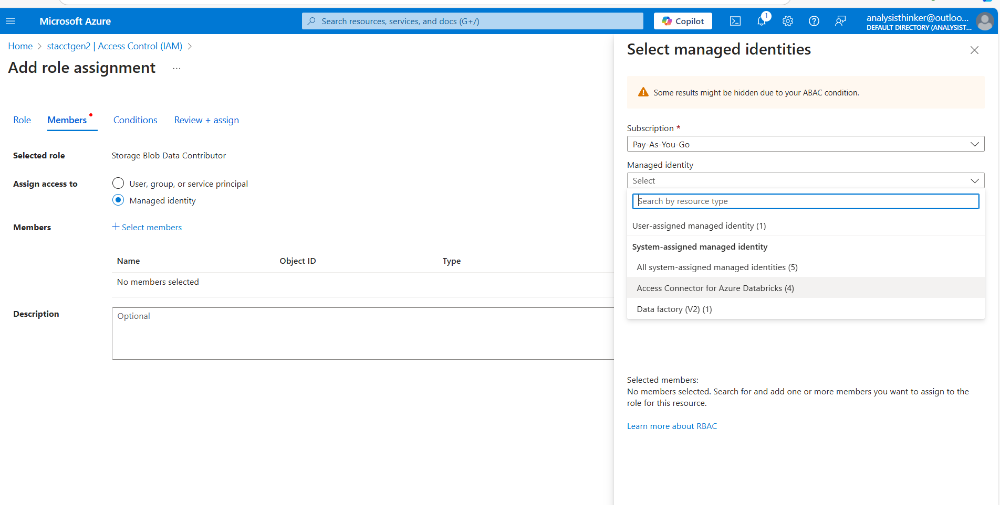 Microsoft Azure
Search resources, services, and docs (G+/)
Copilot
1
analysisthinker@outloo...
DEFAULT DIRECTORY (ANALYSIST...
Home > stacctgen2 | Access Control (IAM) >
Add role assignment ...
Role
Members
Conditions
Review + assign
Selected role
Storage Blob Data Contributor
Assign access to
User, group, or service principal
Managed identity
Members
+ Select members
Name
Object ID
Type
No members selected
Description
Optional
Select managed identities
Some results might be hidden due to your ABAC condition.
Subscription *
Pay-As-You-Go
Managed identity
Select
Search by resource type
User-assigned managed identity (1)
System-assigned managed identity
All system-assigned managed identities (5)
Access Connector for Azure Databricks (4)
Data factory (V2) (1)
Selected members:
No members selected. Search for and add one or more members you want to assign to the
role for this resource.
Learn more about RBAC